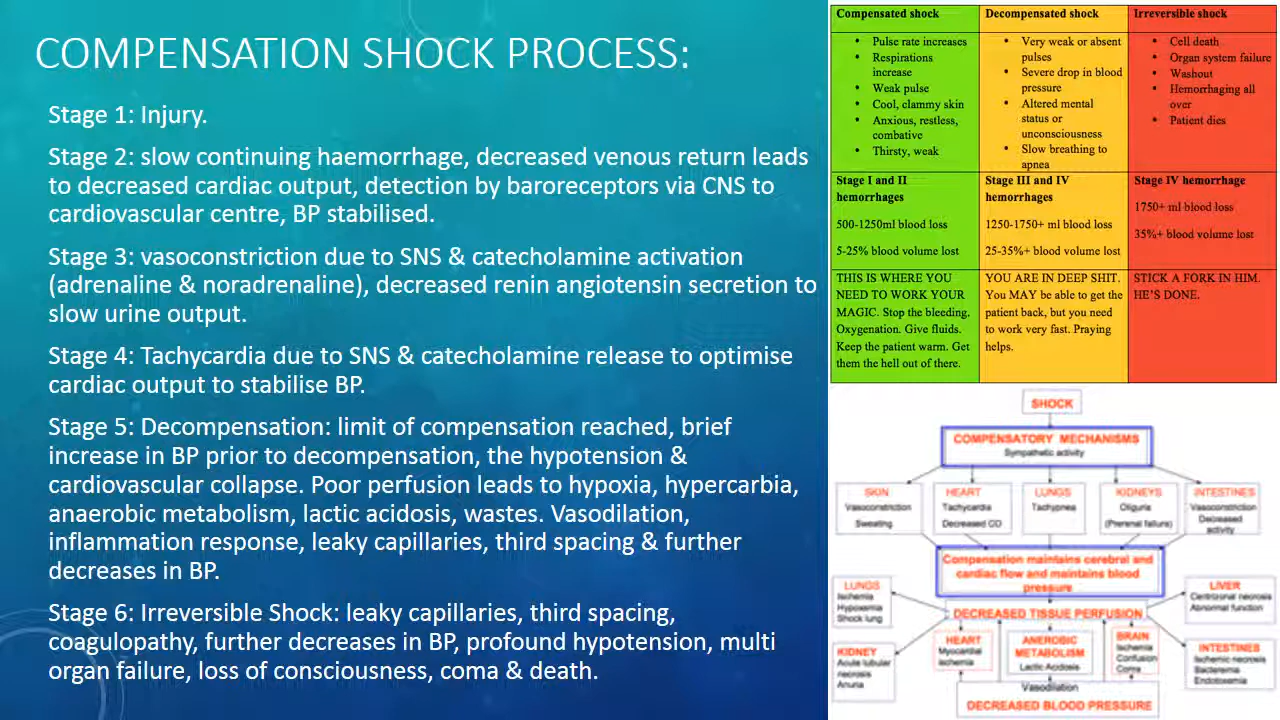 COMPENSATION SHOCK PROCESS:
Stage 1: Injury.
Stage 2: slow continuing haemorrhage, decreased venous return leads
to decreased cardiac output, detection by baroreceptors via CNS to
cardiovascular centre, BP stabilised.
Stage 3: vasoconstriction due to SNS & catecholamine activation
(adrenaline & noradrenaline), decreased renin angiotensin secretion to
slow urine output.
Stage 4: Tachycardia due to SNS & catecholamine release to optimise
cardiac output to stabilise BP.
Stage 5: Decompensation: limit of compensation reached, brief
increase in BP prior to decompensation, the hypotension &
cardiovascular collapse. Poor perfusion leads to hypoxia, hypercarbia,
anaerobic metabolism, lactic acidosis, wastes. Vasodilation,
inflammation response, leaky capillaries, third spacing & further
decreases in BP.
Stage 6: Irreversible Shock: leaky capillaries, third spacing,
coagulopathy, further decreases in BP, profound hypotension, multi
organ failure, loss of consciousness, coma & death.
Compensated shock
• Pulse rate increases
• Respirations
increase
• Weak pulse
• Cool, clammy skin
• Anxious, restless,
combative
• Thirsty, weak
Stage I and II
hemorrhages
500-1250ml blood loss
5-25% blood volume lost
THIS IS WHERE YOU
NEED TO WORK YOUR
MAGIC. Stop the bleeding.
Oxygenation. Give fluids.
Keep the patient warm. Get
them the hell out of there.
Decompensated shock
• Very weak or absent
pulses
• Severe drop in blood
pressure
• Altered mental
status or
unconsciousness
• Slow breathing to
apnea
Stage III and IV
hemorrhages
1250-1750+ ml blood loss
25-35%+ blood volume lost
YOU ARE IN DEEP SHIT.
You MAY be able to get the
patient back, but you need
to work very fast. Praying
helps.
Irreversible shock
• Cell death
• Organ system failure
• Washout
• Hemorrhaging all
over
• Patient dies
Stage IV hemorrhage
1750+ ml blood loss
35%+ blood volume lost
STICK A FORK IN HIM.
HE'S DONE.
SHOCK
COMPENSATORY MECHANISMS
Sympathetic activity
SKIN
Vasoconstriction
Sweating
HEART
Tachycardia
Decreased CO
LUNGS
Tachypnea
KIDNEYS
Oliguria
(Prerenal failure)
INTESTINES
Vasoconstriction
Decreased
activity
Compensation maintains cerebral and
cardiac flow and maintains blood
pressure
LUNGS
Ischemia
Hypoxemia
Shock lung
LIVER
Centrizonal necrosis
Abnormal function
DECREASED TISSUE PERFUSION
KIDNEY
Acute tubular
necrosis
Anuria
HEART
Myocardial
ischemia
ANEROBIC
METABOLISM
Lactic Acidosis
BRAIN
Ischemia
Confusion
Coma
INTESTINES
Ischemic necrosis
Bacteremia
Endotoxemia
Vasodilation
DECREASED BLOOD PRESSURE